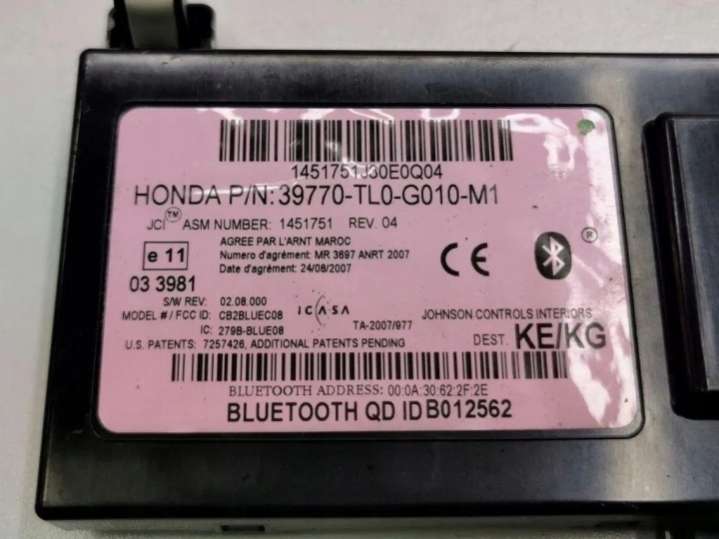 1451751J30E0Q04
HONDA P/N: 39770-TL0-G010-M1
JCI™ ASM NUMBER: 1451751 REV. 04
e 11
03 3981
AGREE PAR L'ARNT MAROC
Numero d'agrément: MR 3697 ANRT 2007
Date d'agrément: 24/08/2007
CE
®
S/W REV: 02.08.000
MODEL # / FCC ID: CB2BLUEC08
IC: 279B-BLUE08
ICASA
TA-2007/977
JOHNSON CONTROLS INTERIORS
U.S. PATENTS: 7257426, ADDITIONAL PATENTS PENDING
DEST. KE/KG
BLUETOOTH ADDRESS: 00:0A:30:62:2F:2E
BLUETOOTH QD ID B012562